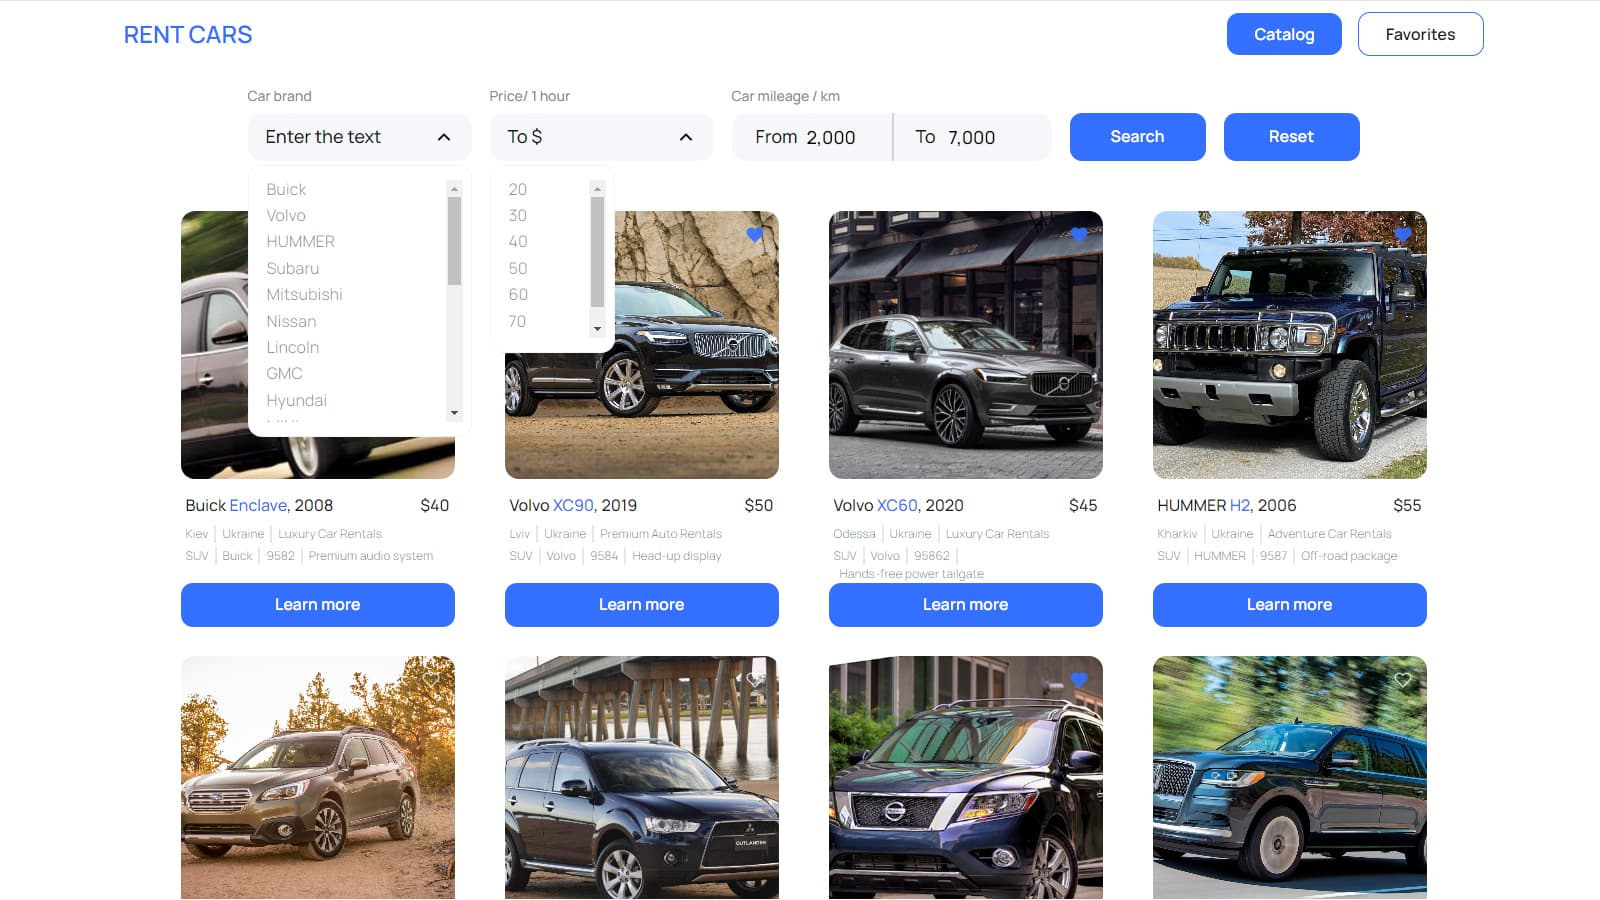 RENT CARS
Catalog
Favorites
Car brand
Price/ 1 hour
Car mileage / km
Enter the text
To $
From 2,000
To 7,000
Search
Reset
Buick
Volvo
HUMMER
Subaru
Mitsubishi
Nissan
Lincoln
GMC
Hyundai
20
30
40
50
60
70
Buick Enclave, 2008 $40
Kiev Ukraine Luxury Car Rentals
SUV Buick 9582 Premium audio system
Learn more
Volvo XC90, 2019 $50
Lviv Ukraine Premium Auto Rentals
SUV Volvo 9584 Head-up display
Learn more
Volvo XC60, 2020 $45
Odessa Ukraine Luxury Car Rentals
SUV Volvo 95862
Hands-free power tailgate
Learn more
HUMMER H2, 2006 $55
Kharkiv Ukraine Adventure Car Rentals
SUV HUMMER 9587 Off-road package
Learn more
OUTLANDER